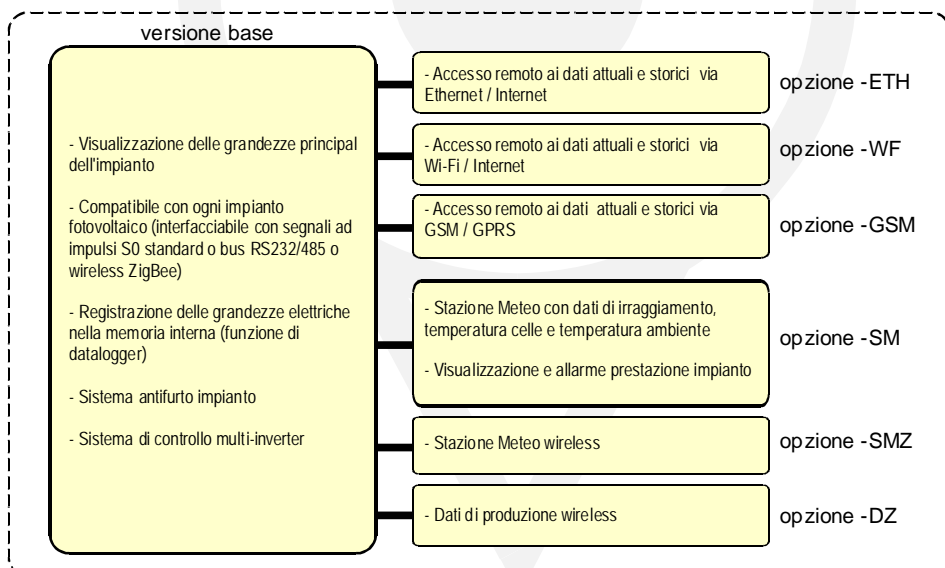 versione base
- Visualizzazione delle grandezze principal
dell'impianto
- Compatibile con ogni impianto
fotovoltaico (interfacciabile con segnali ad
impulsi S0 standard o bus RS232/485 o
wireless ZigBee)
- Registrazione delle grandezze elettriche
nella memoria interna (funzione di
datalogger)
- Sistema antifurto impianto
- Sistema di controllo multi-inverter
- Accesso remoto ai dati attuali e storici via
Ethernet / Internet
opzione -ETH
- Accesso remoto ai dati attuali e storici via
Wi-Fi / Internet
opzione -WF
- Accesso remoto ai dati attuali e storici via
GSM / GPRS
opzione -GSM
- Stazione Meteo con dati di irraggiamento,
temperatura celle e temperatura ambiente
- Visualizzazione e allarme prestazione impianto
opzione -SM
- Stazione Meteo wireless
opzione -SMZ
- Dati di produzione wireless
opzione -DZ